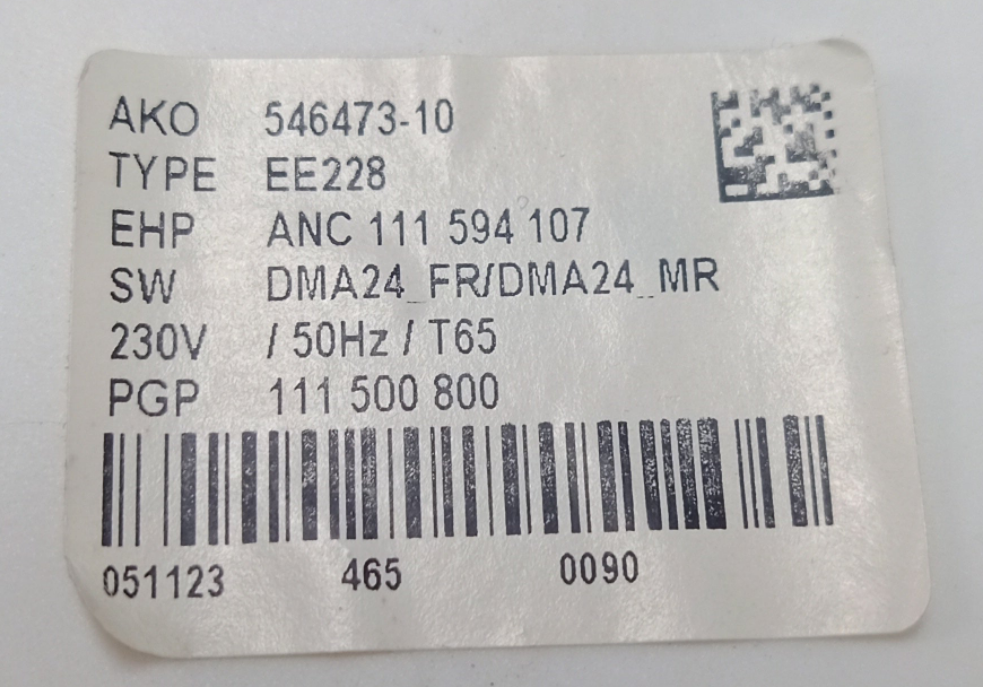 AKO 546473-10
TYPE EE228
EHP ANC 111 594 107
SW DMA24_FR/DMA24_MR
230V / 50Hz / T65
PGP 111 500 800
051123 465 0090